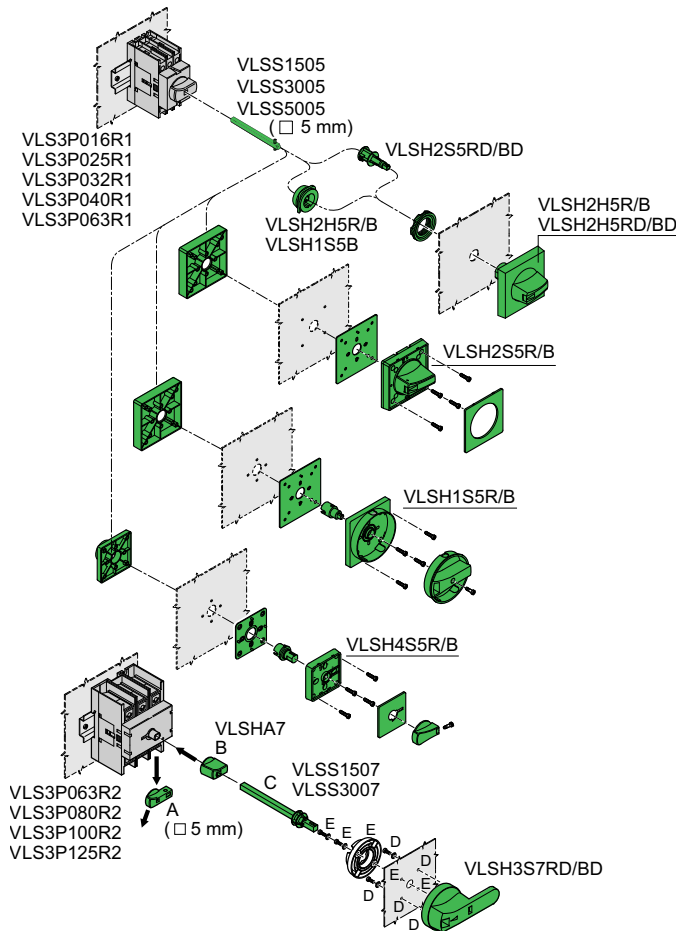 VLSS1505
VLSS3005
VLSS5005
(□ 5 mm)
VLS3P016R1
VLS3P025R1
VLS3P032R1
VLS3P040R1
VLS3P063R1
VLSH2S5RD/BD
VLSH2H5R/B
VLSH1S5B
VLSH2H5R/B
VLSH2H5RD/BD
VLSH2S5R/B
VLSH1S5R/B
VLSH4S5R/B
VLSHA7
B
VLSS1507
VLSS3007
C
VLS3P063R2
VLS3P080R2
VLS3P100R2
VLS3P125R2
A
(□ 5 mm)
E
E
E
D
D
E
E
D
D
D
VLSH3S7RD/BD